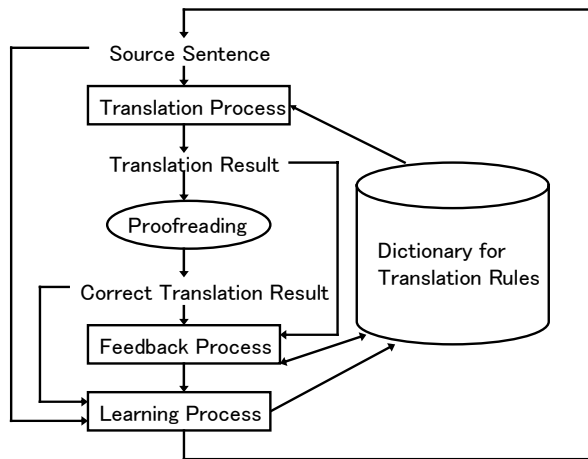 Source Sentence
Translation Process
Translation Result
Proofreading
Dictionary for
Translation Rules
Correct Translation Result
Feedback Process
Learning Process